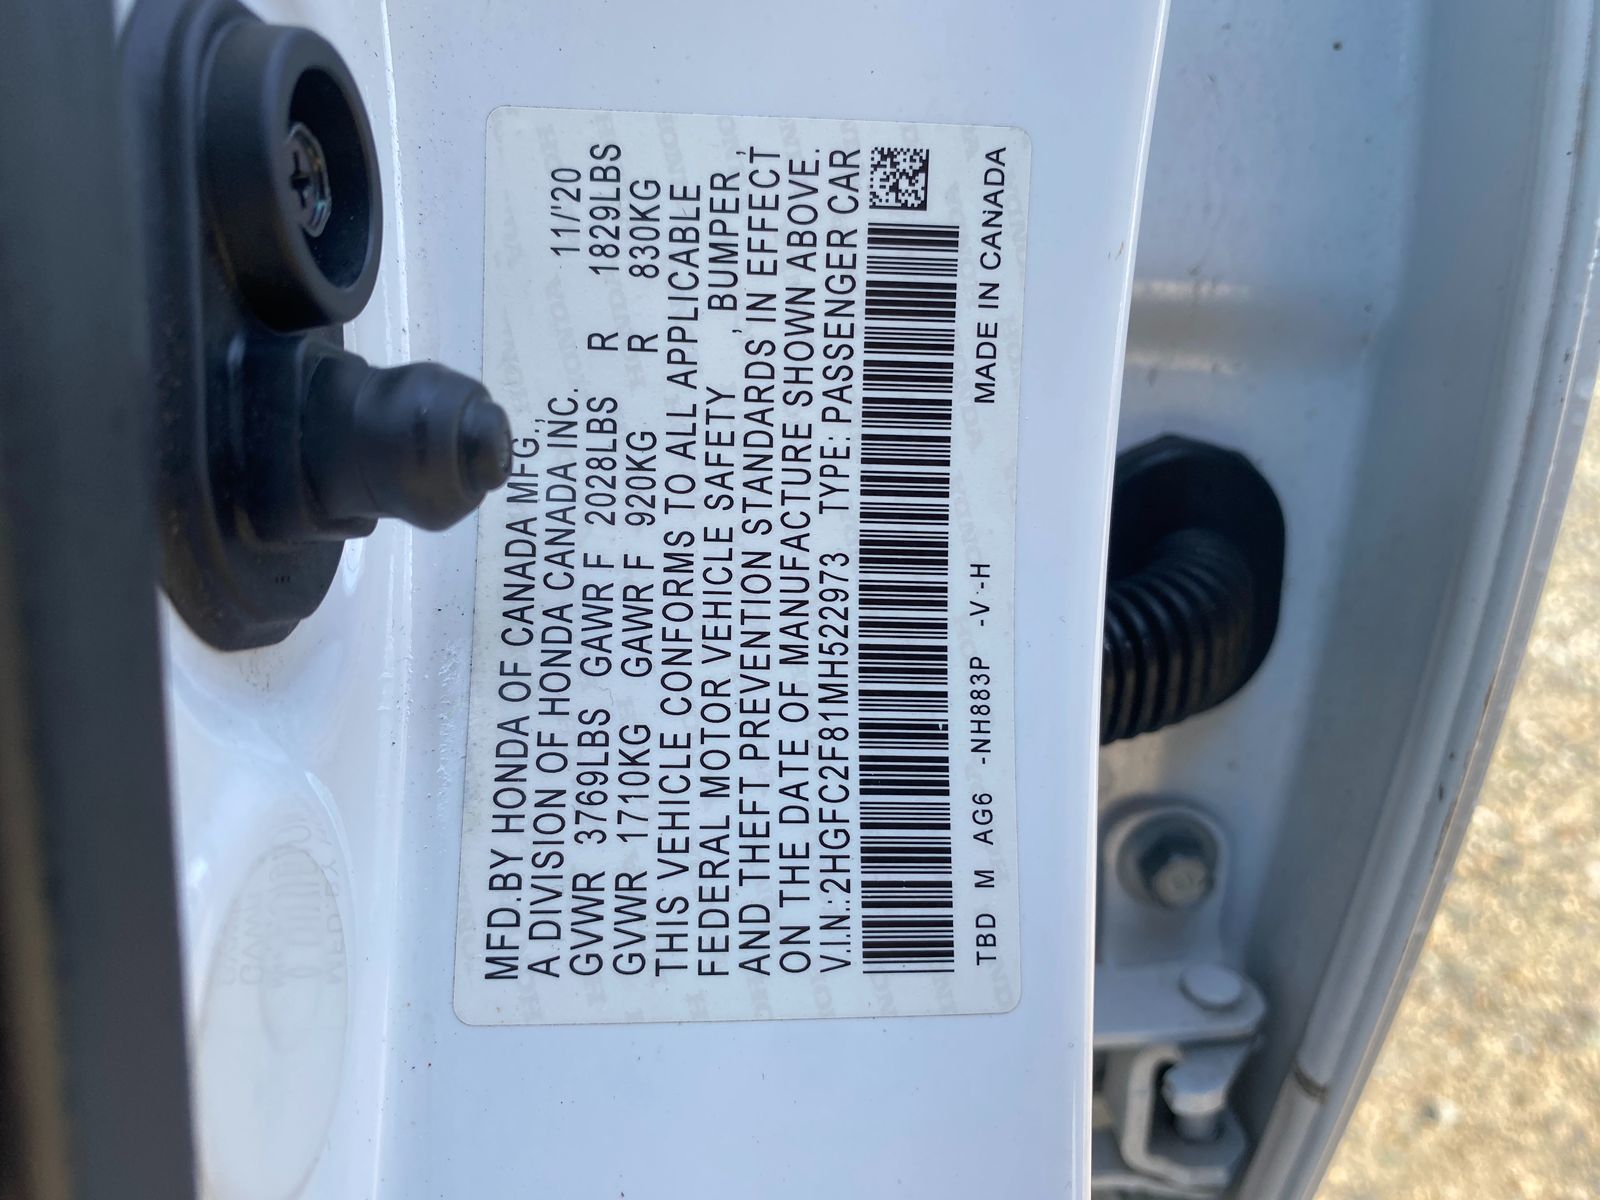 MFD.BY HONDA OF CANADA MFG.,
A DIVISION OF HONDA CANADA INC. 11/'20
GVWR 3769LBS GAWR F 2028LBS R 1829LBS
GVWR 1710KG GAWR F 920KG R 830KG
THIS VEHICLE CONFORMS TO ALL APPLICABLE
FEDERAL MOTOR VEHICLE SAFETY , BUMPER ,
AND THEFT PREVENTION STANDARDS IN EFFECT
ON THE DATE OF MANUFACTURE SHOWN ABOVE.
V.I.N.:2HGFC2F81MH522973 TYPE: PASSENGER CAR
TBD M AG6 -NH883P -V -H MADE IN CANADA